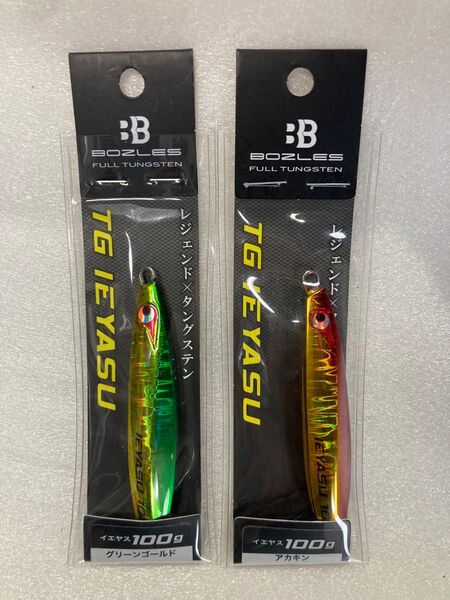 BB
BOZLES
FULL TUNGSTEN
TG IEYASU
レジェンド×タングステン
IEYASU
イエヤス100g
グリーンゴールド
BB
BOZLES
FULL TUNGSTEN
TG IEYASU
レジェンド×
IEYASU
イエヤス100g
アカキン